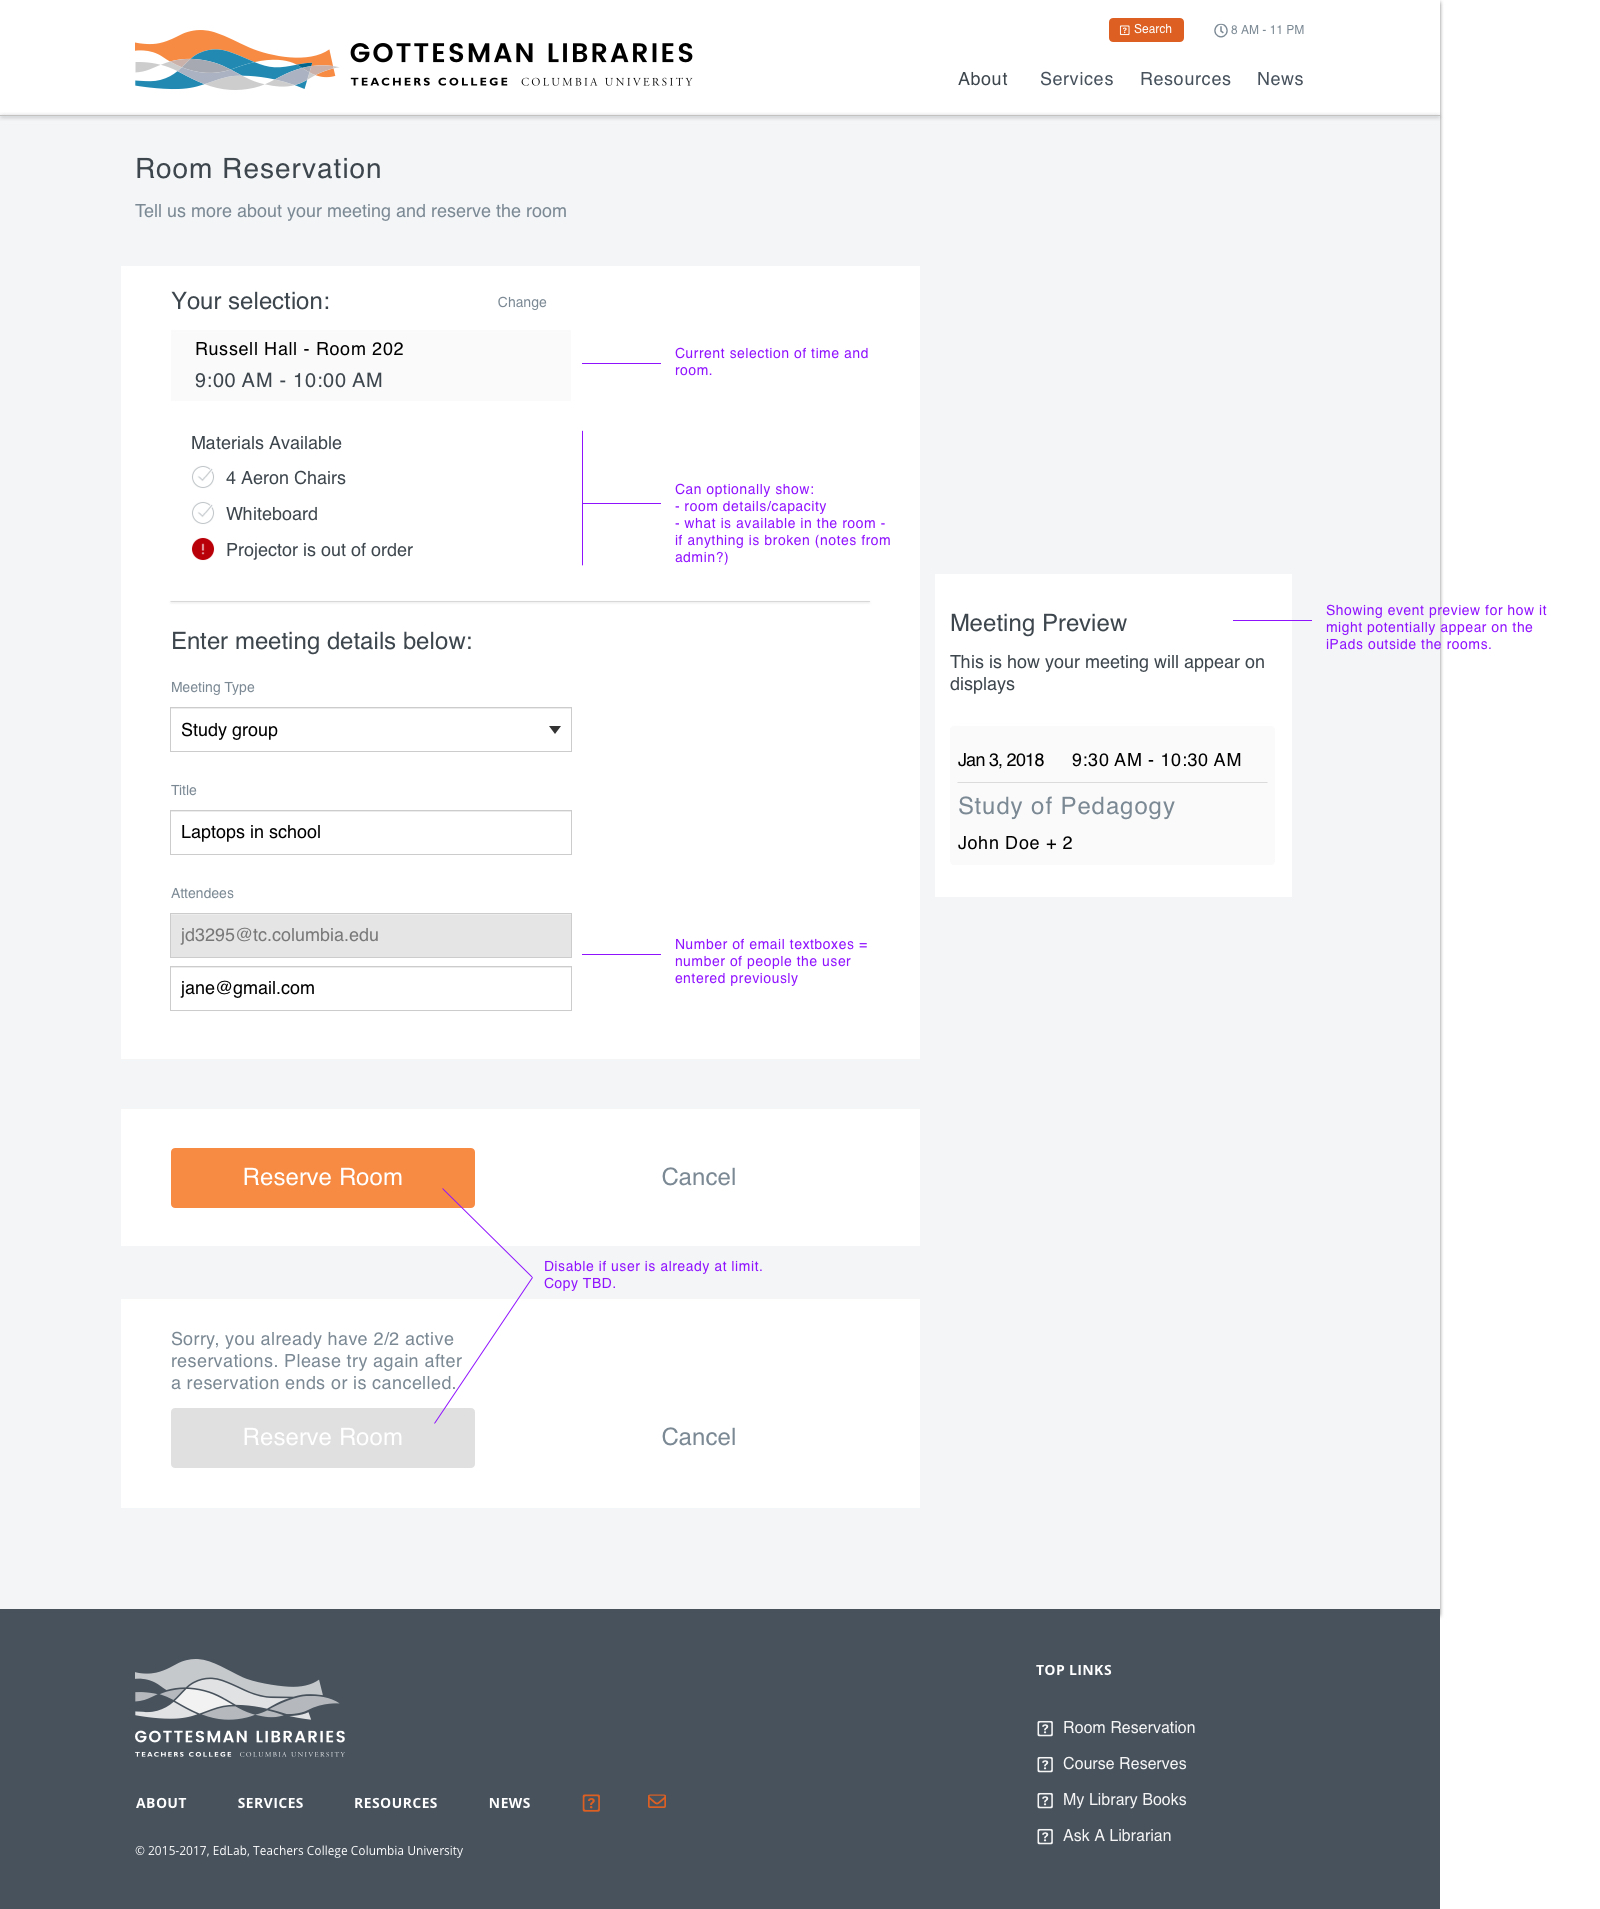 Search
8 AM - 11 PM
GOTTESMAN LIBRARIES
TEACHERS COLLEGE COLUMBIA UNIVERSITY
About Services Resources News
Room Reservation
Tell us more about your meeting and reserve the room
Your selection:
Change
Russell Hall - Room 202
9:00 AM - 10:00 AM
Current selection of time and
room.
Materials Available
4 Aeron Chairs
Whiteboard
Projector is out of order
Can optionally show:
- room details/capacity
- what is available in the room -
if anything is broken (notes from
admin?)
Enter meeting details below:
Meeting Type
Study group
Title
Laptops in school
Attendees
jd3295@tc.columbia.edu
jane@gmail.com
Number of email textboxes =
number of people the user
entered previously
Meeting Preview
This is how your meeting will appear on
displays
Jan 3, 2018 9:30 AM - 10:30 AM
Study of Pedagogy
John Doe + 2
Showing event preview for how it
might potentially appear on the
iPads outside the rooms.
Reserve Room
Cancel
Disable if user is already at limit.
Copy TBD.
Sorry, you already have 2/2 active
reservations. Please try again after
a reservation ends or is cancelled.
Reserve Room
Cancel
GOTTESMAN LIBRARIES
TEACHERS COLLEGE COLUMBIA UNIVERSITY
ABOUT SERVICES RESOURCES NEWS
© 2015-2017, EdLab, Teachers College Columbia University
TOP LINKS
Room Reservation
Course Reserves
My Library Books
Ask A Librarian